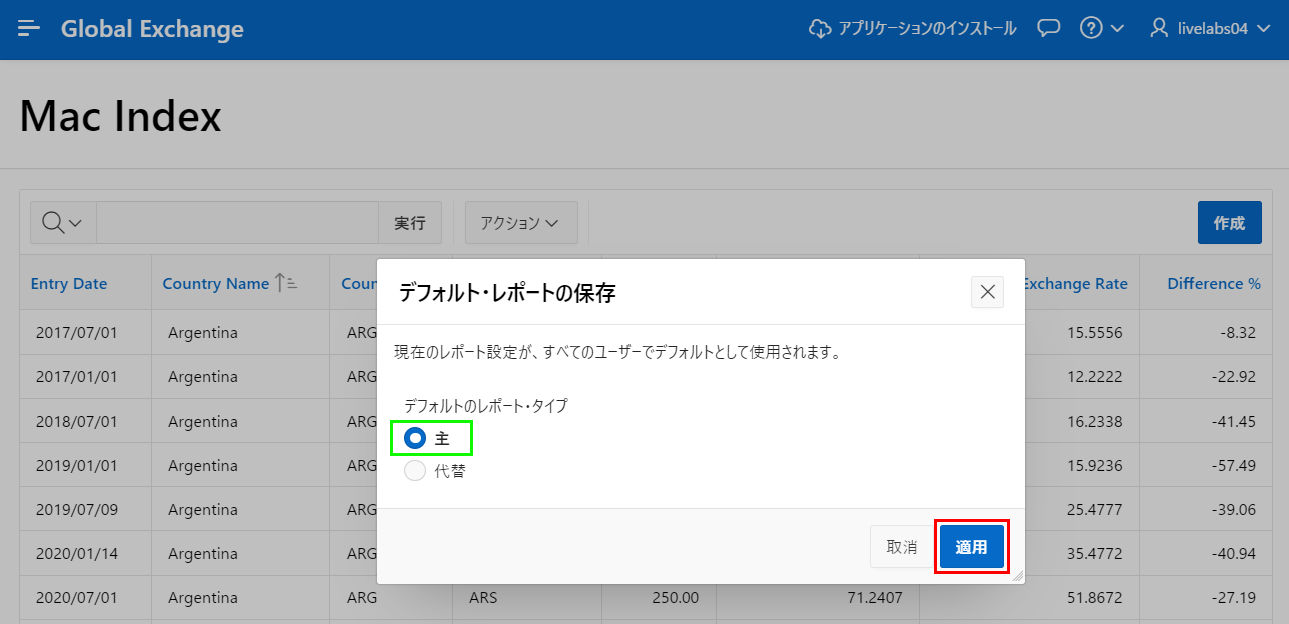 Global Exchange アプリケーションのインストール livelabs04
Mac Index
実行 アクション 作成
Entry Date Country Name Exchange Rate Difference %
デフォルト・レポートの保存
現在のレポート設定が、すべてのユーザーでデフォルトとして使用されます。
デフォルトのレポート・タイプ
主
代替
取消 適用
2017/07/01 Argentina ARG 15.5556 -8.32
2017/01/01 Argentina ARG 12.2222 -22.92
2018/07/01 Argentina ARG 16.2338 -41.45
2019/01/01 Argentina ARG 15.9236 -57.49
2019/07/09 Argentina ARG 25.4777 -39.06
2020/01/14 Argentina ARG 35.4772 -40.94
2020/07/01 Argentina ARG ARS 250.00 71.2407 51.8672 -27.19